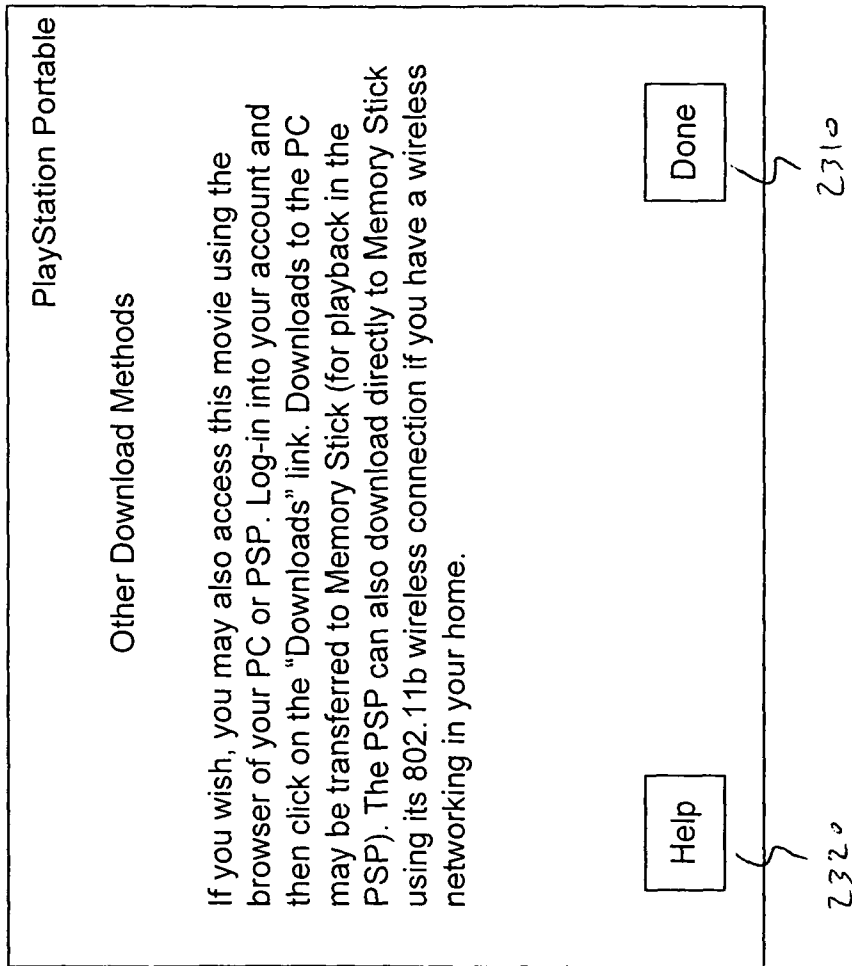 PlayStation Portable
Other Download Methods
If you wish, you may also access this movie using the
browser of your PC or PSP. Log-in into your account and
then click on the “Downloads” link. Downloads to the PC
may be transferred to Memory Stick (for playback in the
PSP). The PSP can also download directly to Memory Stick
using its 802.11b wireless connection if you have a wireless
networking in your home.
Help
Done
2320
2310